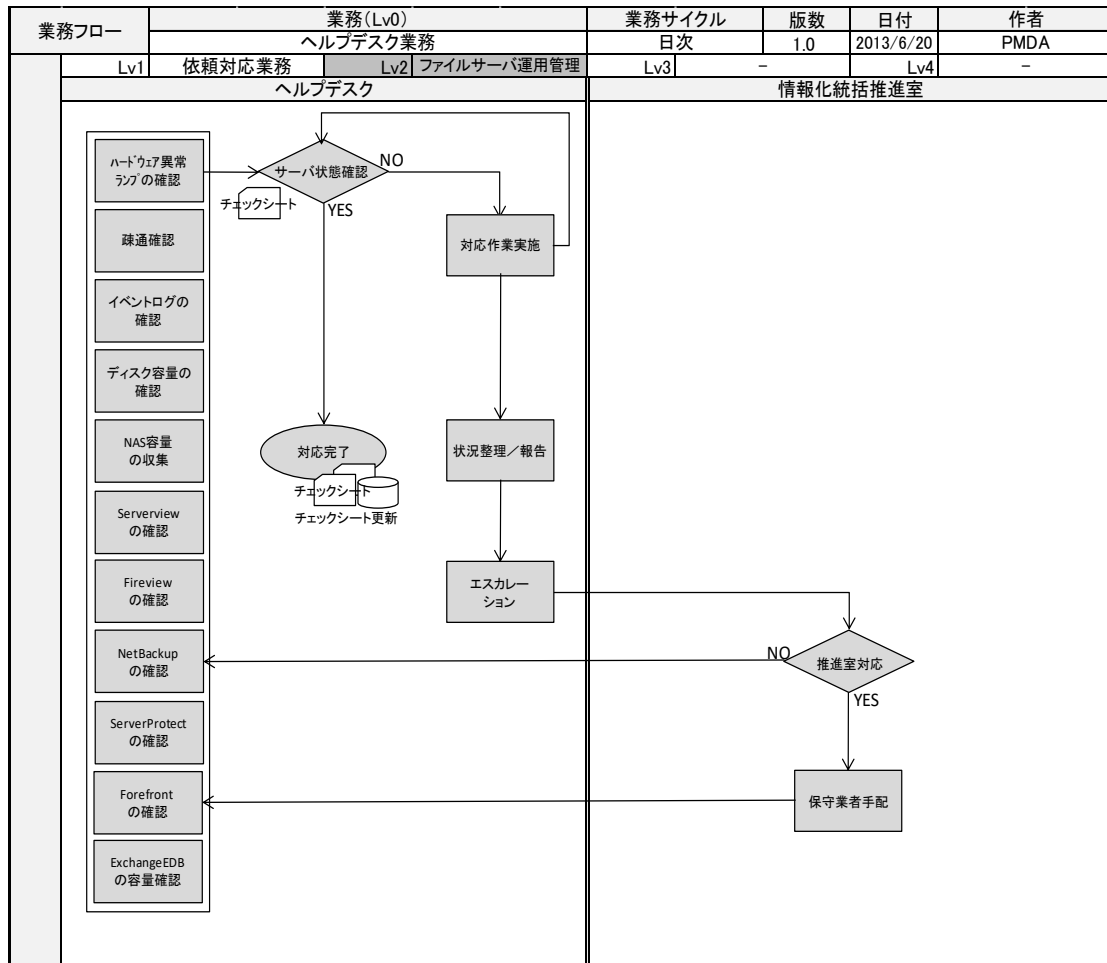 業務フロー
業務(Lv0)
業務サイクル
版数
日付
作者
ヘルプデスク業務
日次
1.0
2013/6/20
PMDA
Lv1
依頼対応業務
Lv2
ファイルサーバ運用管理
Lv3
－
Lv4
－
ヘルプデスク
情報化統括推進室
ハードウェア異常
ランプの確認
サーバ状態確認
NO
YES
チェックシート
疎通確認
対応作業実施
イベントログの
確認
ディスク容量の
確認
NAS容量
の収集
対応完了
チェックシート
チェックシート更新
状況整理／報告
Serverview
の確認
Fireview
の確認
エスカレー
ション
NetBackup
の確認
NO
推進室対応
YES
ServerProtect
の確認
Forefront
の確認
保守業者手配
ExchangeEDB
の容量確認